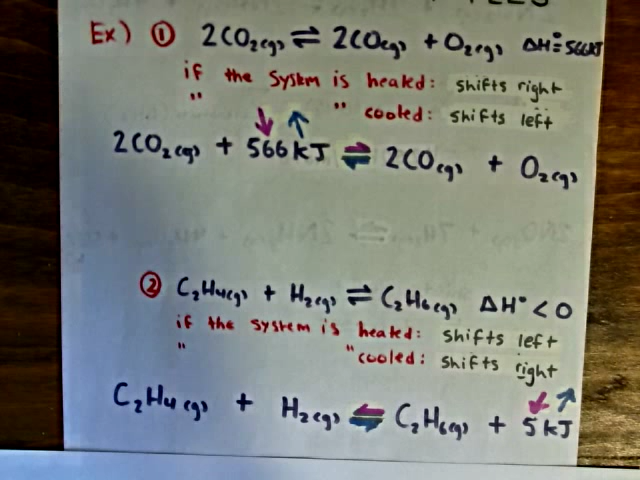 Ex) ① 2CO₂(g) ⇌ 2CO(g) + O₂(g) ΔH°=566kJ
if the system is heated: shifts right
" " cooled: shifts left
2CO₂(g) + 566 kJ ⇌ 2CO(g) + O₂(g)
② C₂H₄(g) + H₂(g) ⇌ C₂H₆(g) ΔH° < 0
if the system is heated: shifts left
" " cooled: shifts right
C₂H₄(g) + H₂(g) ⇌ C₂H₆(g) + 5 kJ